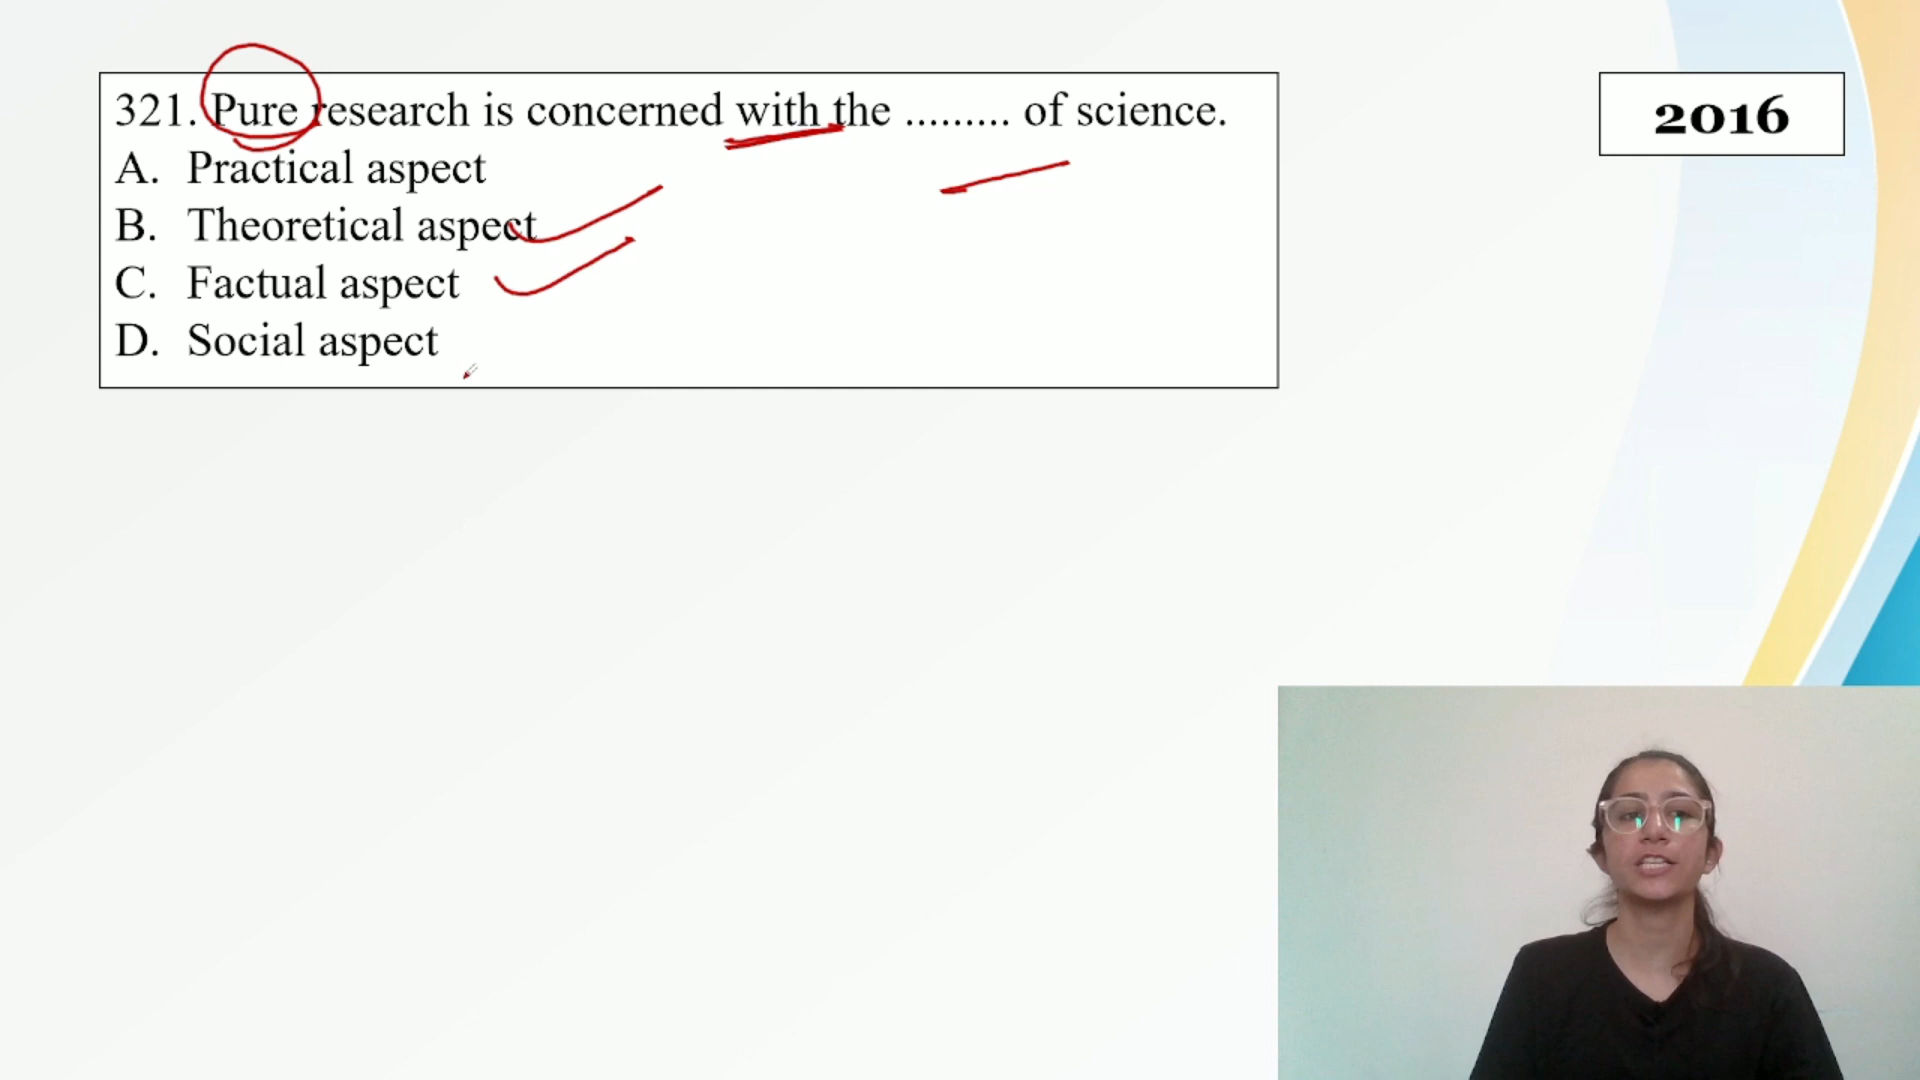 321. Pure research is concerned with the ......... of science.
A. Practical aspect
B. Theoretical aspect
C. Factual aspect
D. Social aspect
2016